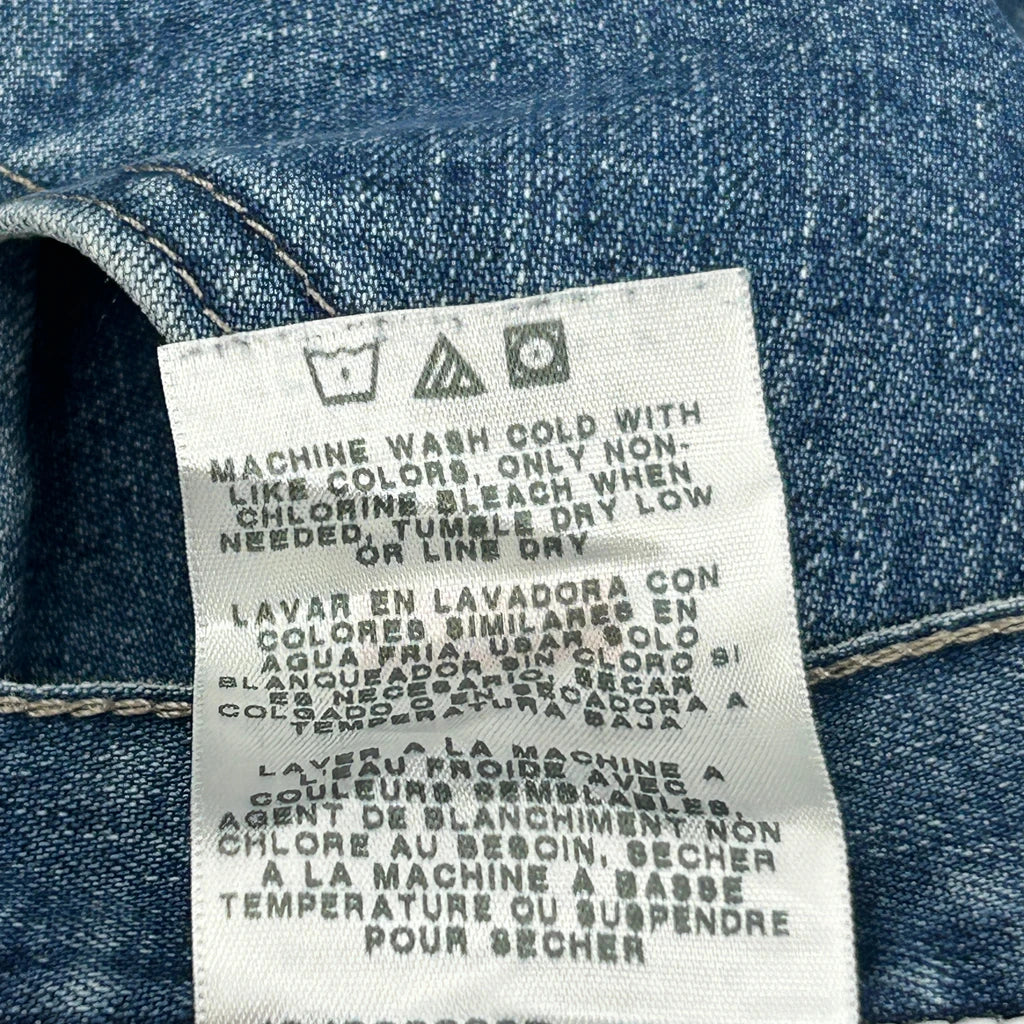 MACHINE WASH COLD WITH
LIKE COLORS, ONLY NON-
CHLORINE BLEACH WHEN
NEEDED, TUMBLE DRY LOW
OR LINE DRY
LAVAR EN LAVADORA CON
COLORES SIMILARES EN
AGUA FRIA, USAR SOLO
BLANQUEADOR SIN CLORO SI
ES NECESARIO, SECAR
COLGADO EN SECADORA A
TEMPERATURA BAJA
LAVER A LA MACHINE A
L'EAU FROIDE AVEC
COULEURS SEMBLABLES,
AGENT DE BLANCHIMENT NON
CHLORE AU BESOIN, SECHER
A LA MACHINE A BASSE
TEMPERATURE OU SUSPENDRE
POUR SECHER